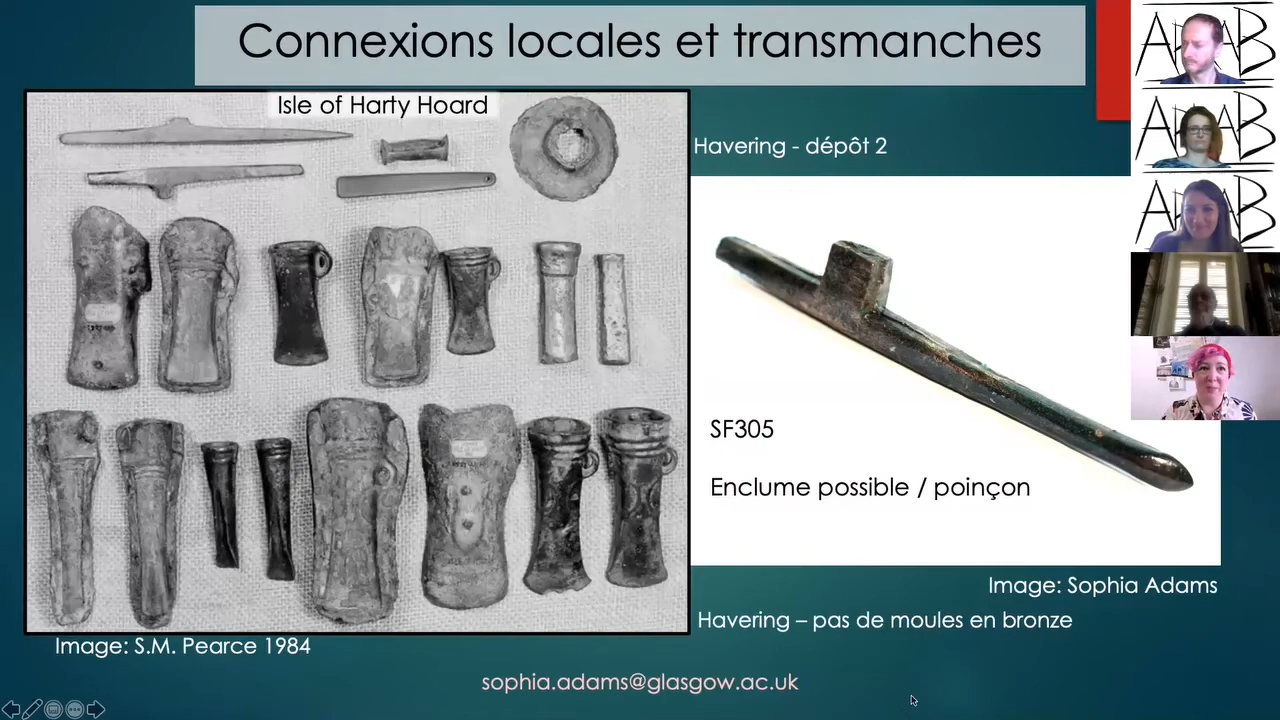 Connexions locales et transmanches
Isle of Harty Hoard
Havering - dépôt 2
SF305
Enclume possible / poinçon
Image: Sophia Adams
Havering – pas de moules en bronze
Image: S.M. Pearce 1984
sophia.adams@glasgow.ac.uk